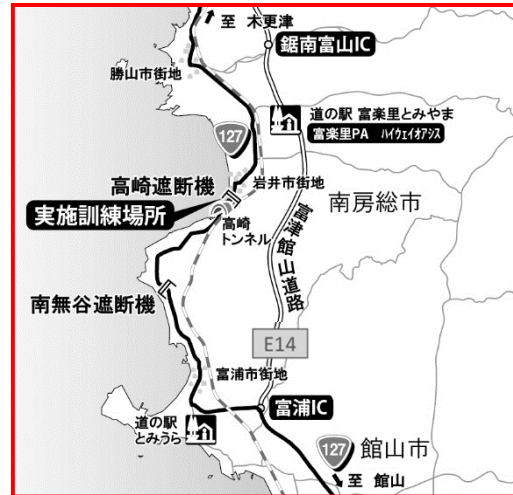 至 木更津
鋸南富山IC
勝山市街地
道の駅 富楽里とみやま
富楽里PA ハイウェイオアシス
127
高崎遮断機
岩井市街地
実施訓練場所
南房総市
高崎
トンネル
富津館山道路
南無谷遮断機
E14
富浦市街地
富浦IC
道の駅
とみうら
127
館山市
至 館山